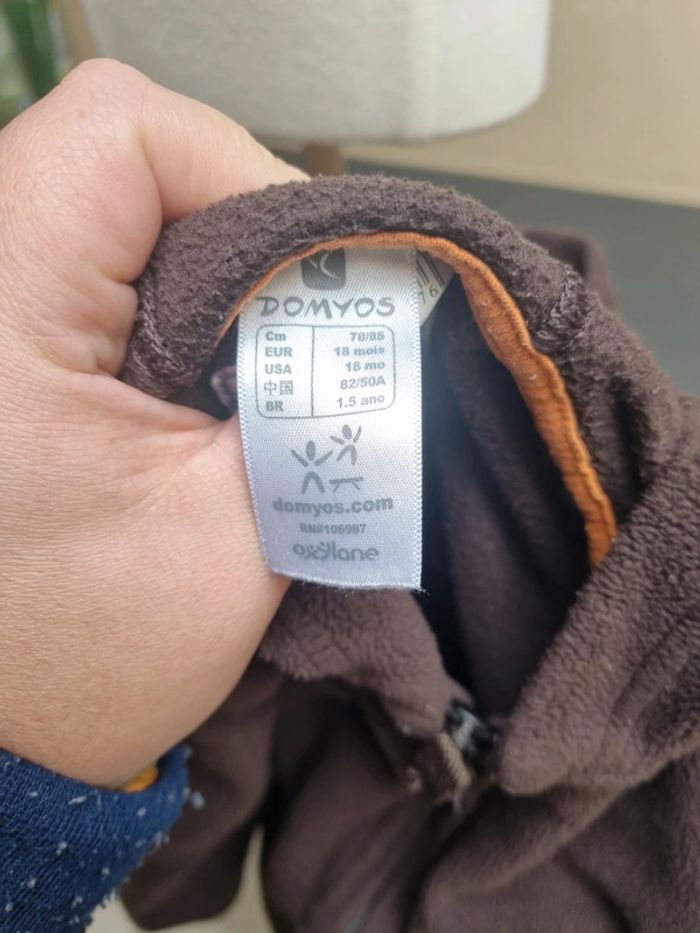 DOMYOS
Cm 78/85
EUR 18 mois
USA 18 mo
中国 82/50A
BR 1.5 ano
domyos.com
RN#106987
oxylane